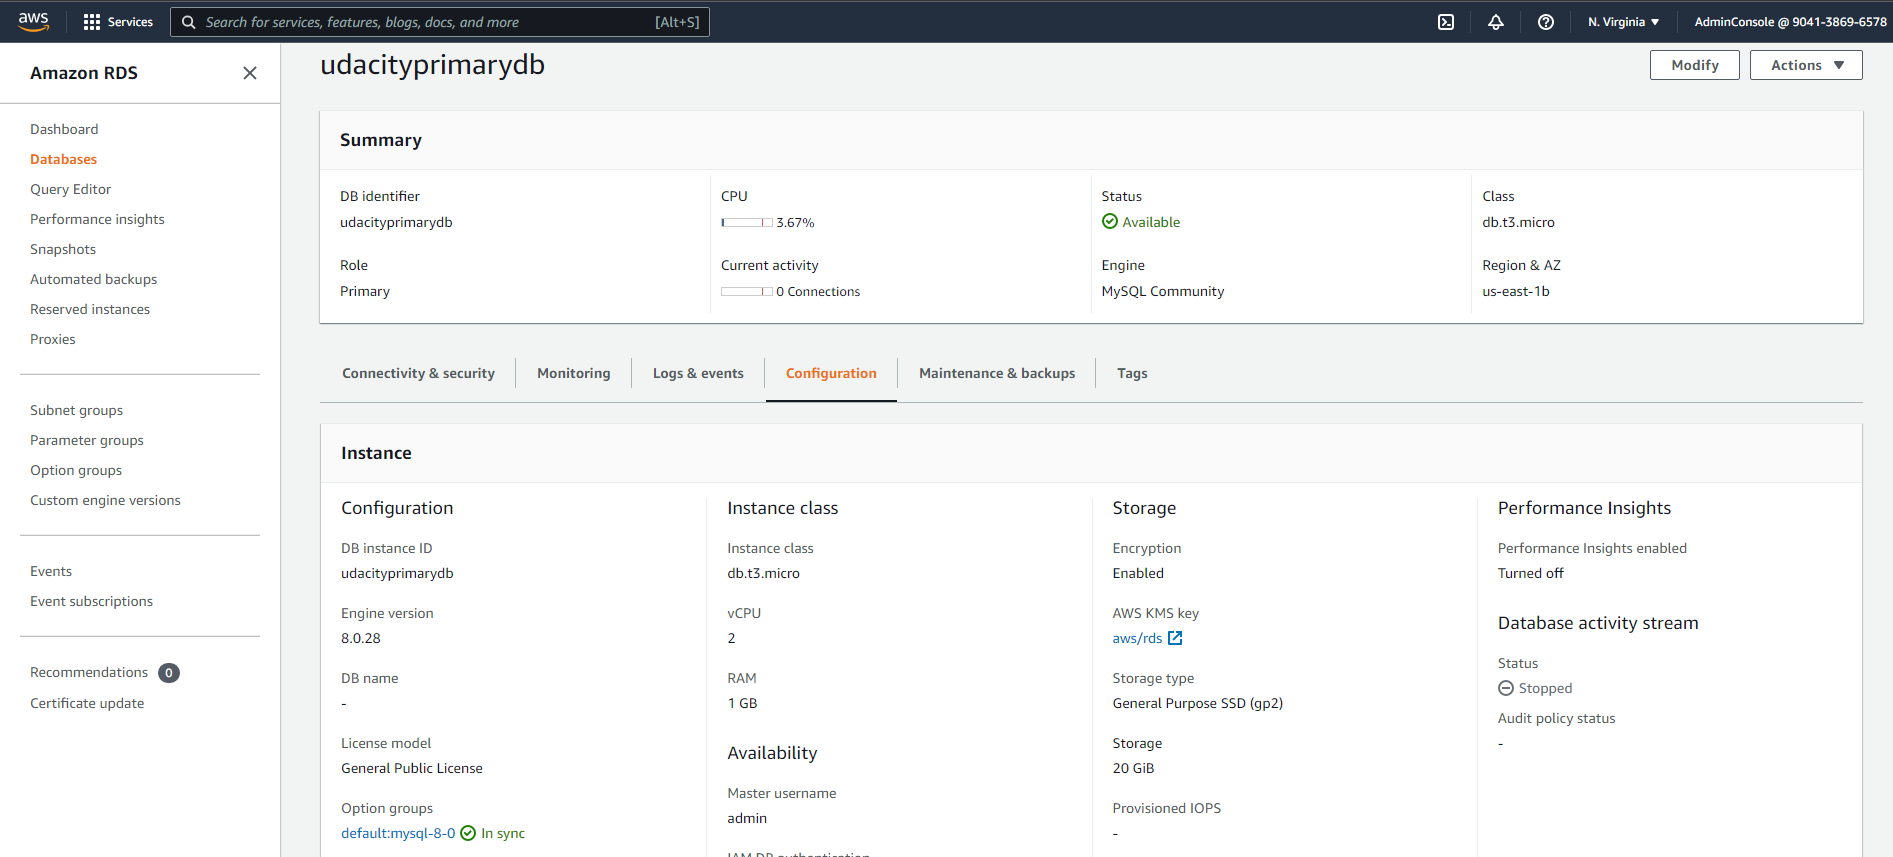 aws
Services
Search for services, features, blogs, docs, and more
[Alt+S]
N. Virginia
AdminConsole @ 9041-3869-6578
Amazon RDS
Dashboard
Databases
Query Editor
Performance insights
Snapshots
Automated backups
Reserved instances
Proxies
Subnet groups
Parameter groups
Option groups
Custom engine versions
Events
Event subscriptions
Recommendations 0
Certificate update
udacityprimarydb
Modify
Actions
Summary
DB identifier
udacityprimarydb
CPU
3.67%
Status
Available
Class
db.t3.micro
Role
Primary
Current activity
0 Connections
Engine
MySQL Community
Region & AZ
us-east-1b
Connectivity & security
Monitoring
Logs & events
Configuration
Maintenance & backups
Tags
Instance
Configuration
DB instance ID
udacityprimarydb
Engine version
8.0.28
DB name
-
License model
General Public License
Option groups
default:mysql-8-0 In sync
Instance class
Instance class
db.t3.micro
vCPU
2
RAM
1 GB
Availability
Master username
admin
IAM DB authentication
Storage
Encryption
Enabled
AWS KMS key
aws/rds
Storage type
General Purpose SSD (gp2)
Storage
20 GiB
Provisioned IOPS
-
Performance Insights
Performance Insights enabled
Turned off
Database activity stream
Status
Stopped
Audit policy status
-